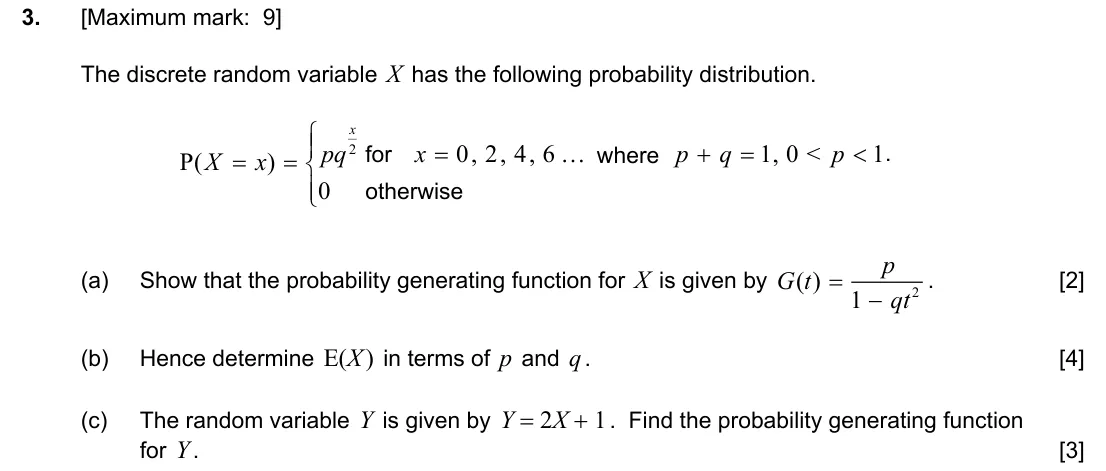 3. [Maximum mark: 9]
The discrete random variable X has the following probability distribution.
P(X = x) = { pq^(x/2) for x = 0, 2, 4, 6 … where p + q = 1, 0 < p < 1.
0 otherwise
(a) Show that the probability generating function for X is given by G(t) = p / (1 − qt²) . [2]
(b) Hence determine E(X) in terms of p and q . [4]
(c) The random variable Y is given by Y = 2X + 1 . Find the probability generating function
for Y . [3]